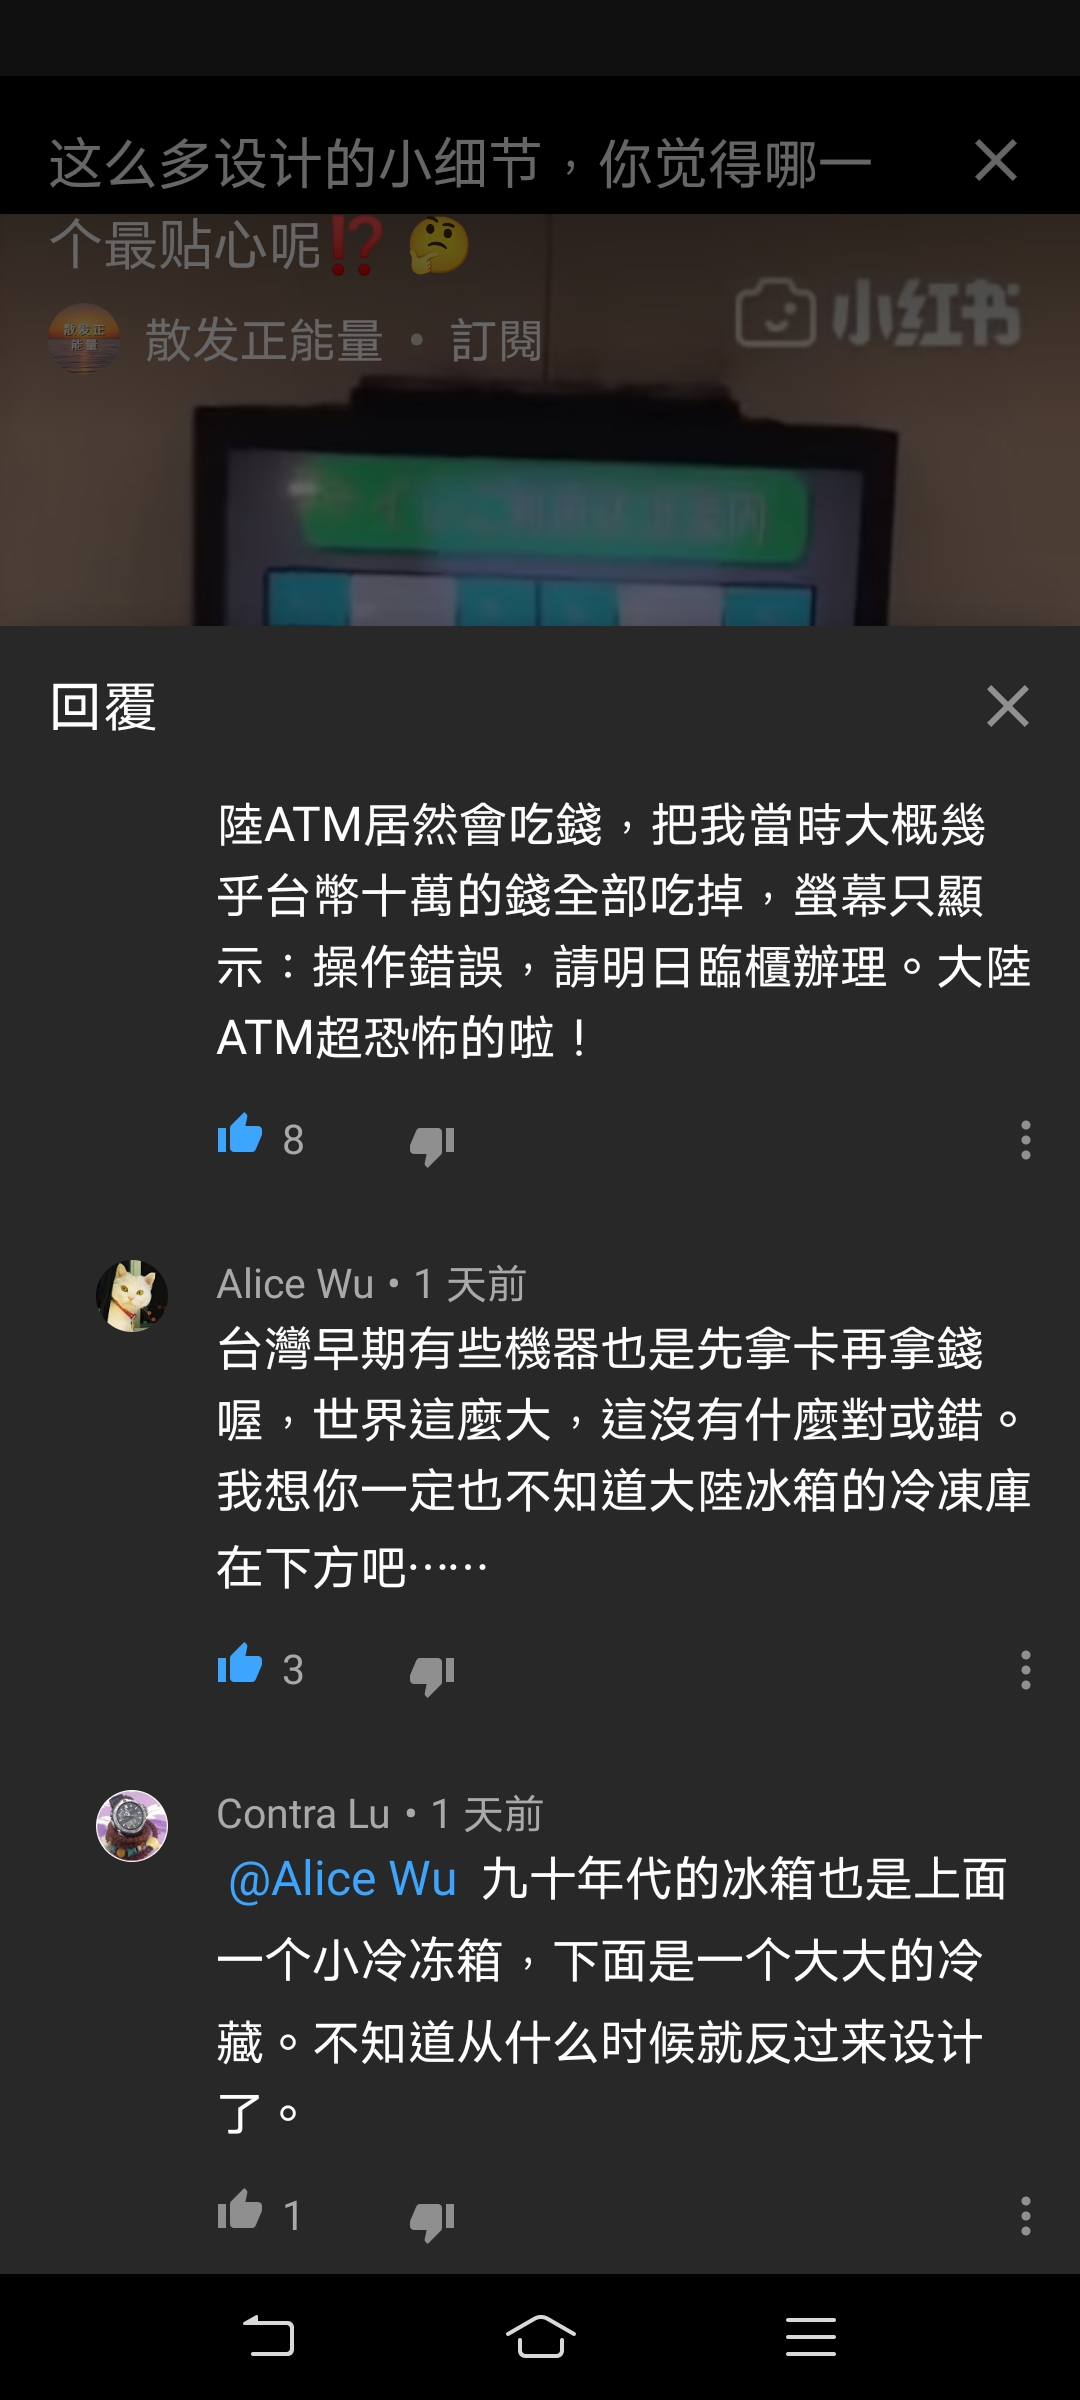 这么多设计的小细节，你觉得哪一
个最贴心呢⁉️ 🤔
小红书
散发正能量 • 訂閱
散发正
能量
回覆
陸ATM居然會吃錢，把我當時大概幾
乎台幣十萬的錢全部吃掉，螢幕只顯
示：操作錯誤，請明日臨櫃辦理。大陸
ATM超恐怖的啦！
8
Alice Wu • 1 天前
台灣早期有些機器也是先拿卡再拿錢
喔，世界這麼大，這沒有什麼對或錯。
我想你一定也不知道大陸冰箱的冷凍庫
在下方吧⋯⋯
3
Contra Lu • 1 天前
@Alice Wu 九十年代的冰箱也是上面
一个小冷冻箱，下面是一个大大的冷
藏。不知道从什么时候就反过来设计
了。
1